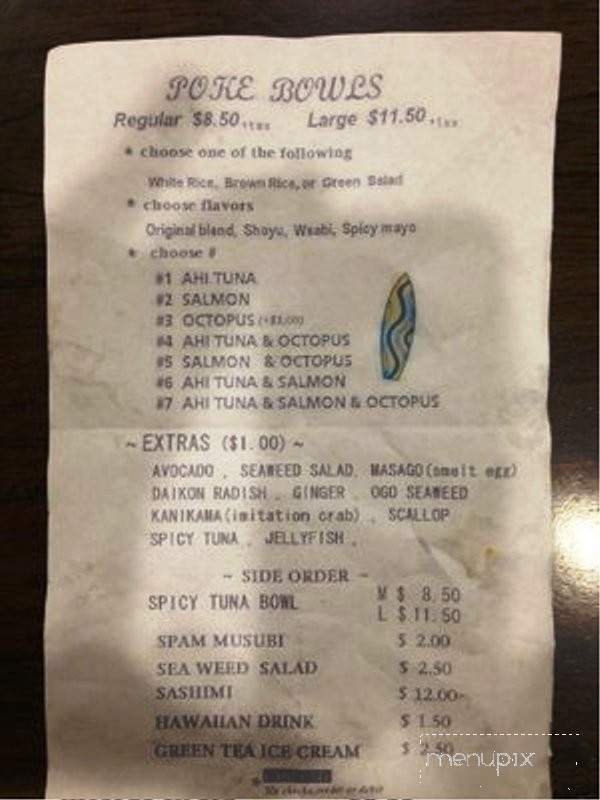 POKE BOWLS
Regular $8.50+tax Large $11.50+tax
* choose one of the following
White Rice, Brown Rice, or Green Salad
* choose flavors
Original blend, Shoyu, Wsabi, Spicy mayo
* choose #
#1 AHI TUNA
#2 SALMON
#3 OCTOPUS (+$1.00)
#4 AHI TUNA & OCTOPUS
#5 SALMON & OCTOPUS
#6 AHI TUNA & SALMON
#7 AHI TUNA & SALMON & OCTOPUS
~ EXTRAS ($1.00) ~
AVOCADO , SEAWEED SALAD, MASAGO(smelt egg)
DAIKON RADISH , GINGER , OGO SEAWEED
KANIKAMA(imitation crab) , SCALLOP
SPICY TUNA , JELLYFISH ,
~ SIDE ORDER ~
SPICY TUNA BOWL M $ 8.50
L $ 11.50
SPAM MUSUBI $ 2.00
SEA WEED SALAD $ 2.50
SASHIMI $ 12.00~
HAWAIIAN DRINK $ 1.50
GREEN TEA ICE CREAM $ 2.50
menupix
*